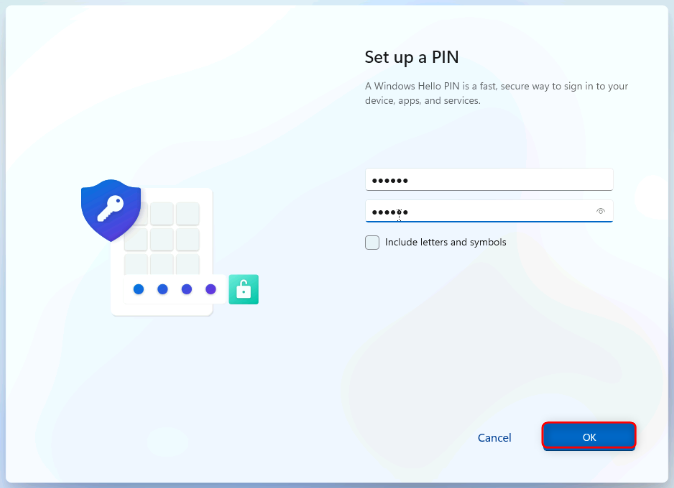 Set up a PIN
A Windows Hello PIN is a fast, secure way to sign in to your
device, apps, and services.
●●●●●●
●●●●●●
Include letters and symbols
Cancel
OK